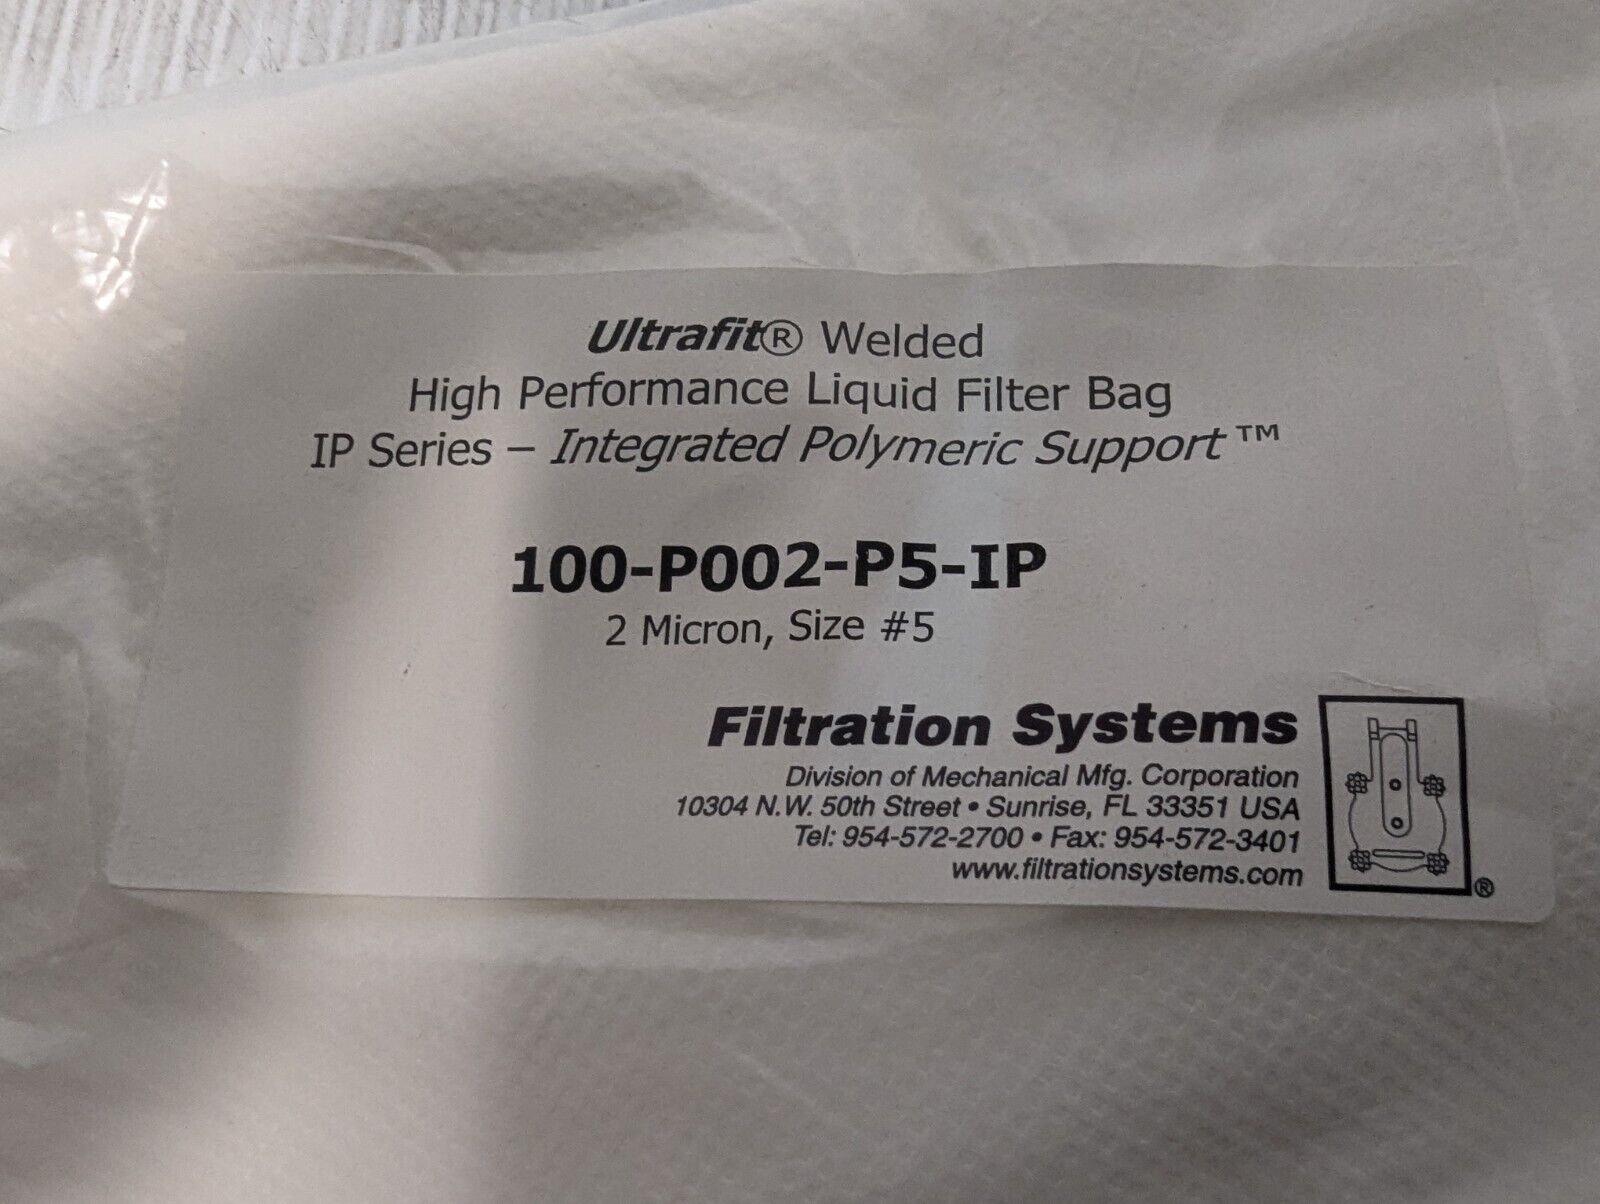 Ultrafit® Welded
High Performance Liquid Filter Bag
IP Series – Integrated Polymeric Support™
100-P002-P5-IP
2 Micron, Size #5
Filtration Systems
Division of Mechanical Mfg. Corporation
10304 N.W. 50th Street • Sunrise, FL 33351 USA
Tel: 954-572-2700 • Fax: 954-572-3401
www.filtrationsystems.com
®